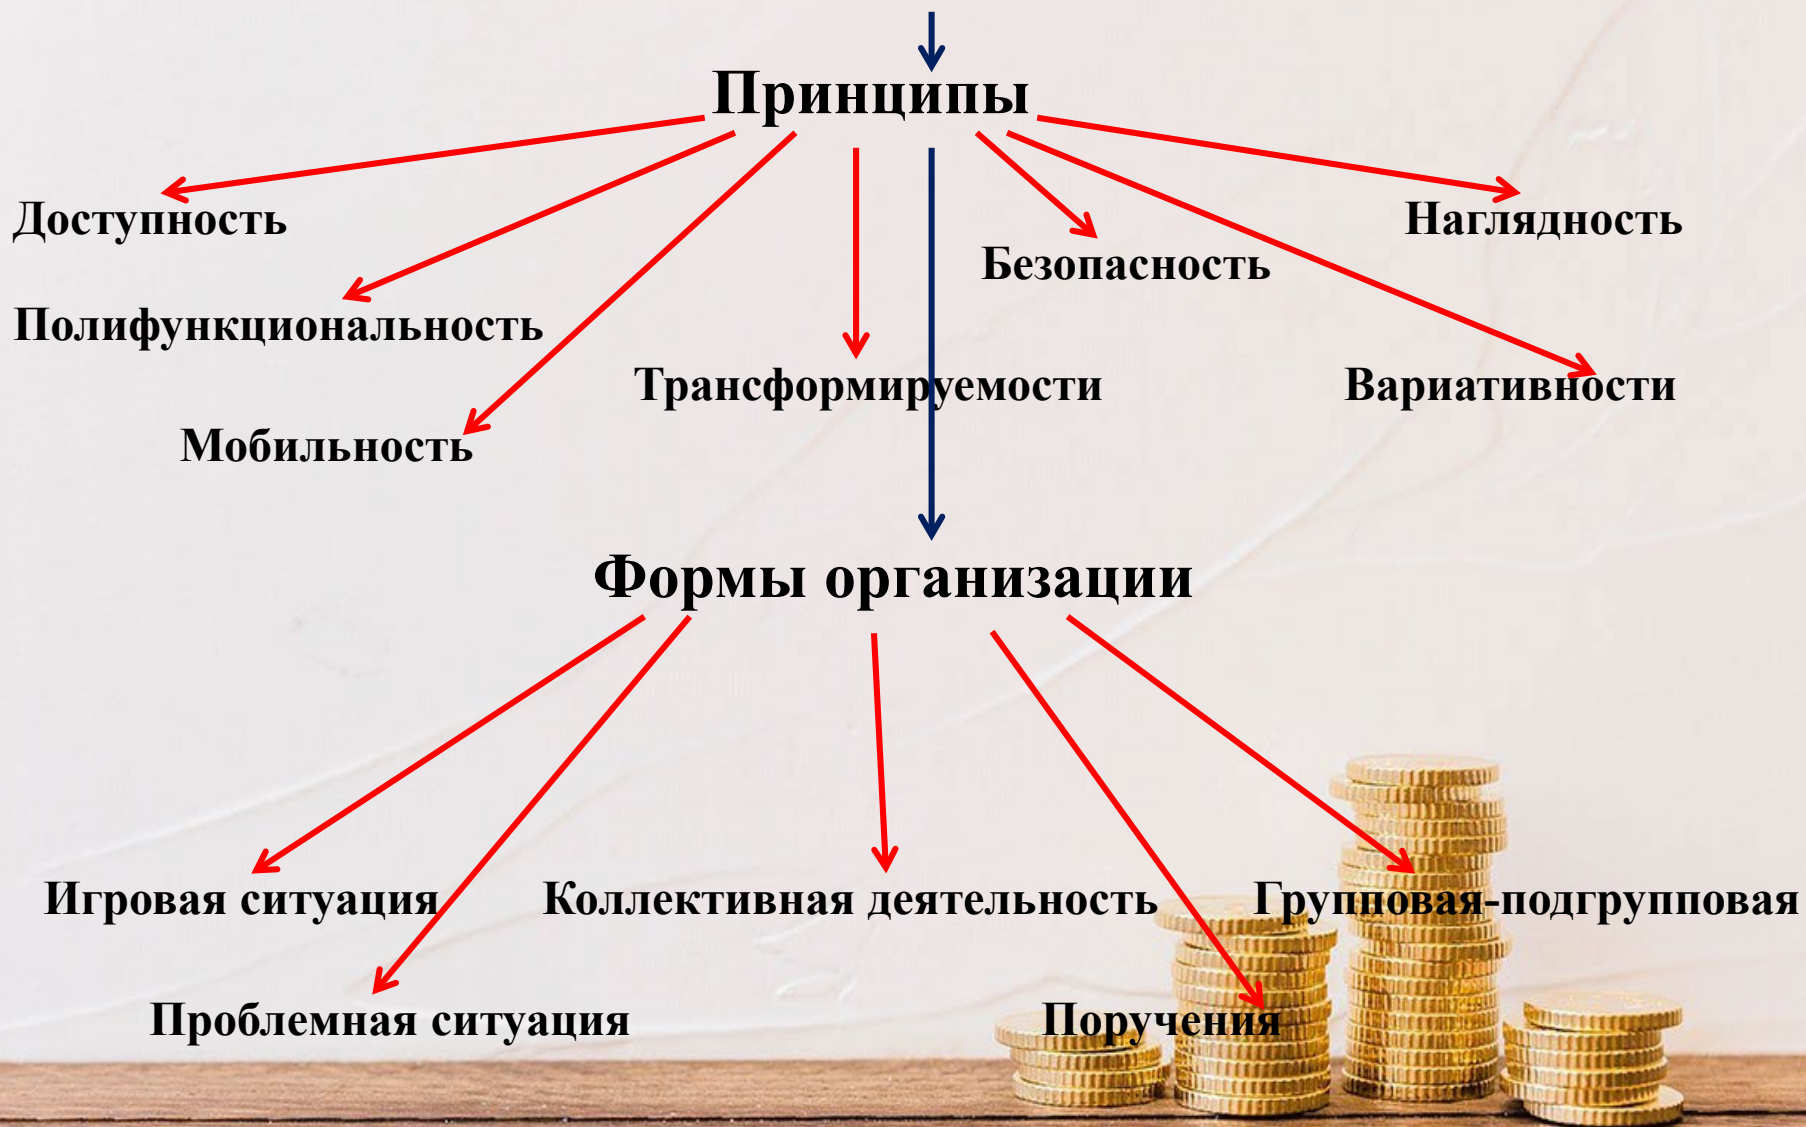 Принципы
Доступность
Наглядность
Безопасность
Полифункциональность
Трансформируемости
Вариативности
Мобильность
Формы организации
Игровая ситуация
Коллективная деятельность
Групповая-подгрупповая
Проблемная ситуация
Поручения